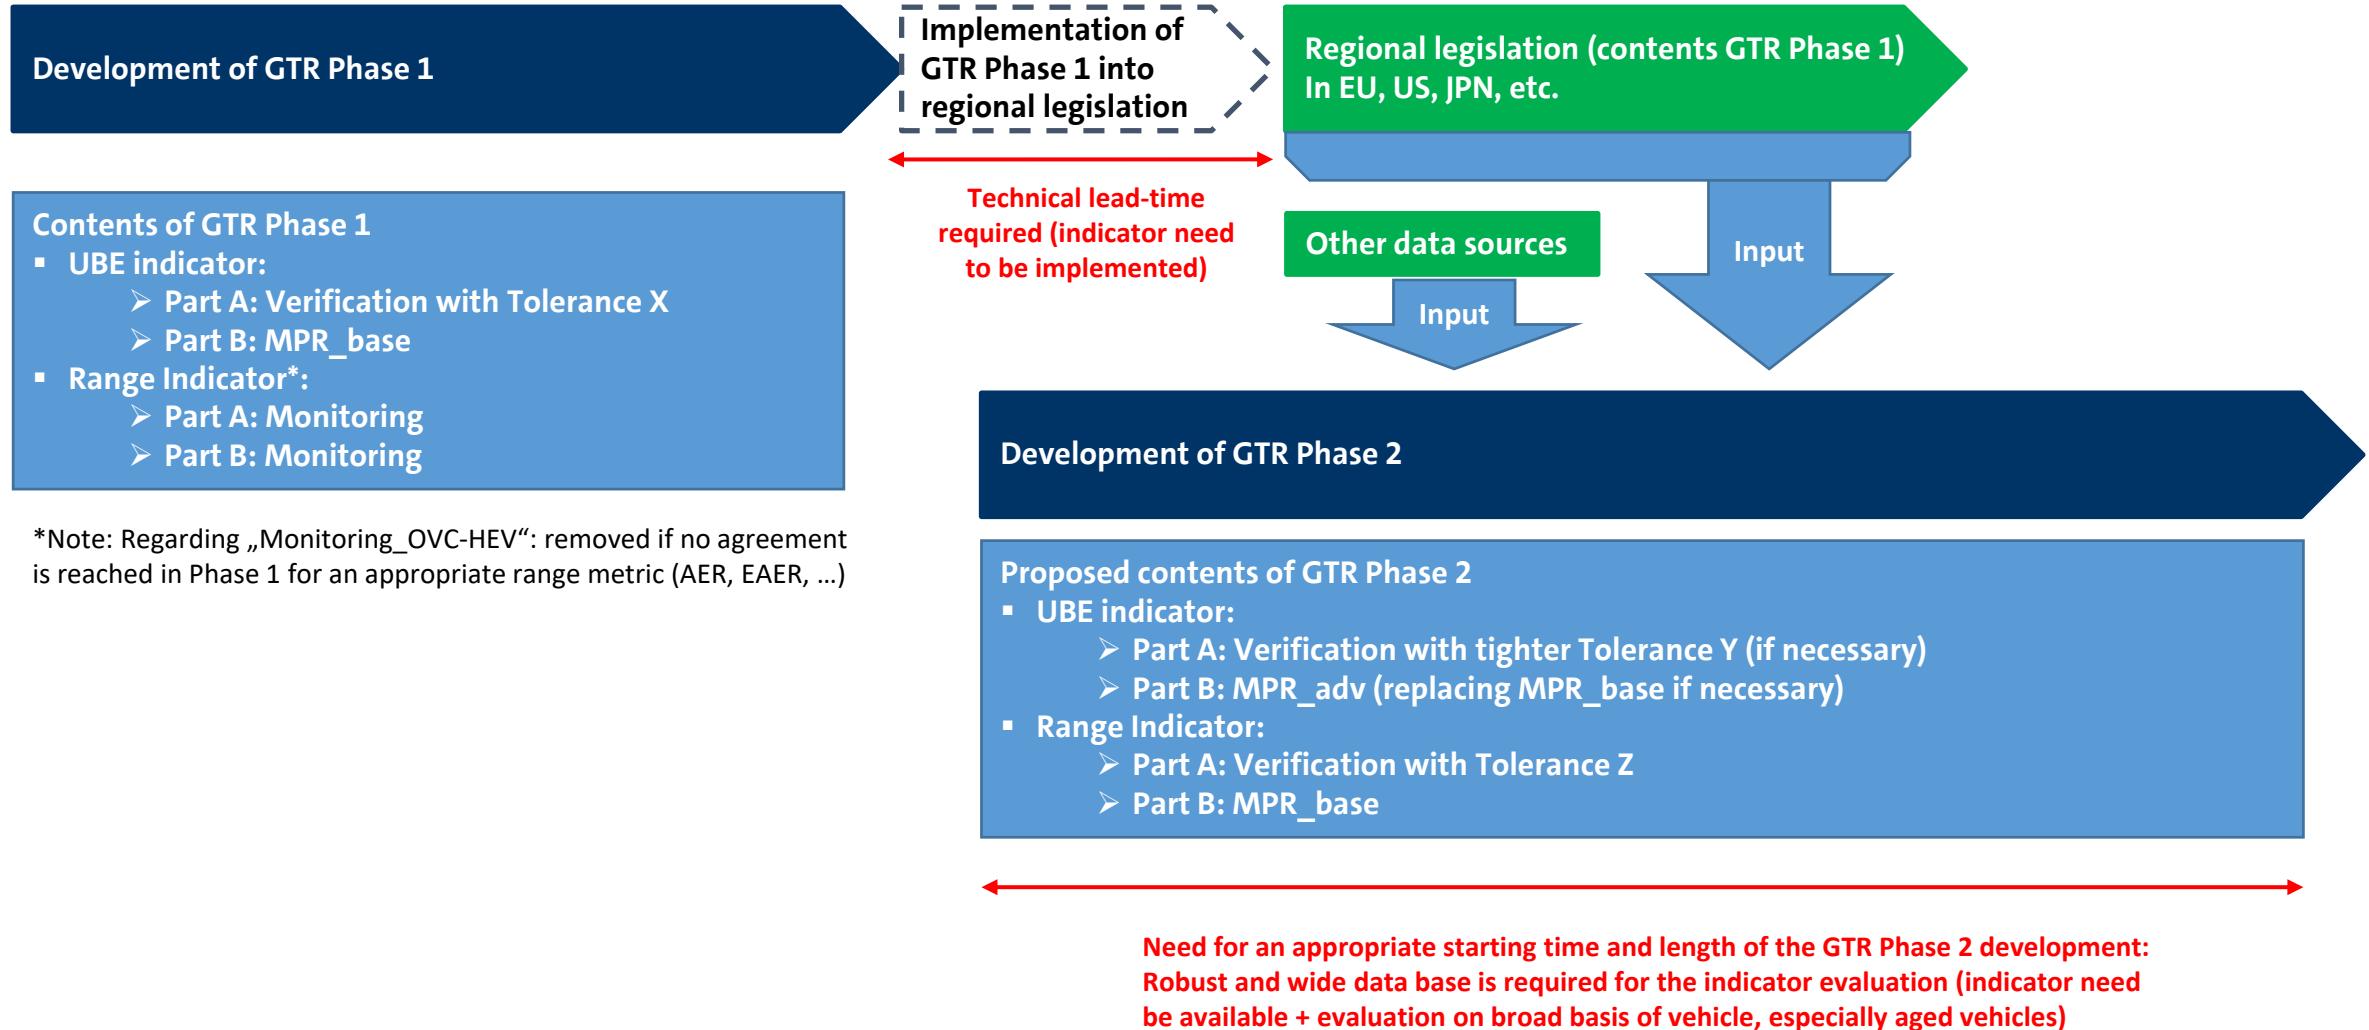 Development of GTR Phase 1
Implementation of
GTR Phase 1 into
regional legislation
Regional legislation (contents GTR Phase 1)
In EU, US, JPN, etc.
Technical lead-time
required (indicator need
to be implemented)
Contents of GTR Phase 1
▪ UBE indicator:
➢ Part A: Verification with Tolerance X
➢ Part B: MPR_base
▪ Range Indicator*:
➢ Part A: Monitoring
➢ Part B: Monitoring
Other data sources
Input
Input
*Note: Regarding „Monitoring_OVC-HEV“: removed if no agreement
is reached in Phase 1 for an appropriate range metric (AER, EAER, …)
Development of GTR Phase 2
Proposed contents of GTR Phase 2
▪ UBE indicator:
➢ Part A: Verification with tighter Tolerance Y (if necessary)
➢ Part B: MPR_adv (replacing MPR_base if necessary)
▪ Range Indicator:
➢ Part A: Verification with Tolerance Z
➢ Part B: MPR_base
Need for an appropriate starting time and length of the GTR Phase 2 development:
Robust and wide data base is required for the indicator evaluation (indicator need
be available + evaluation on broad basis of vehicle, especially aged vehicles)